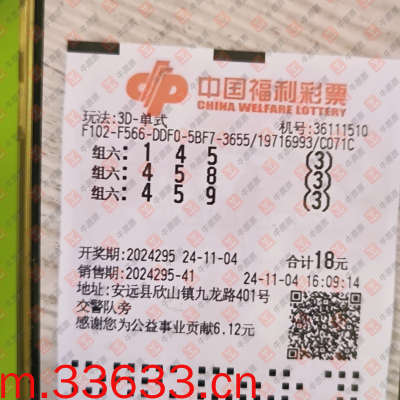 中国福利彩票
CHINA WELFARE LOTTERY
玩法:3D-单式 机号:36111510
F102-F566-DDF0-5BF7-3655/19716993/C071C
组六: 1 4 5 (3)
组六: 4 5 8 (3)
组六: 4 5 9 (3)
开奖期:2024295 24-11-04 合计18元
销售期:2024295-41 24-11-04 16:09:14
地址:安远县欣山镇九龙路401号
交警队旁
感谢您为公益事业贡献6.12元
m.33633.cn